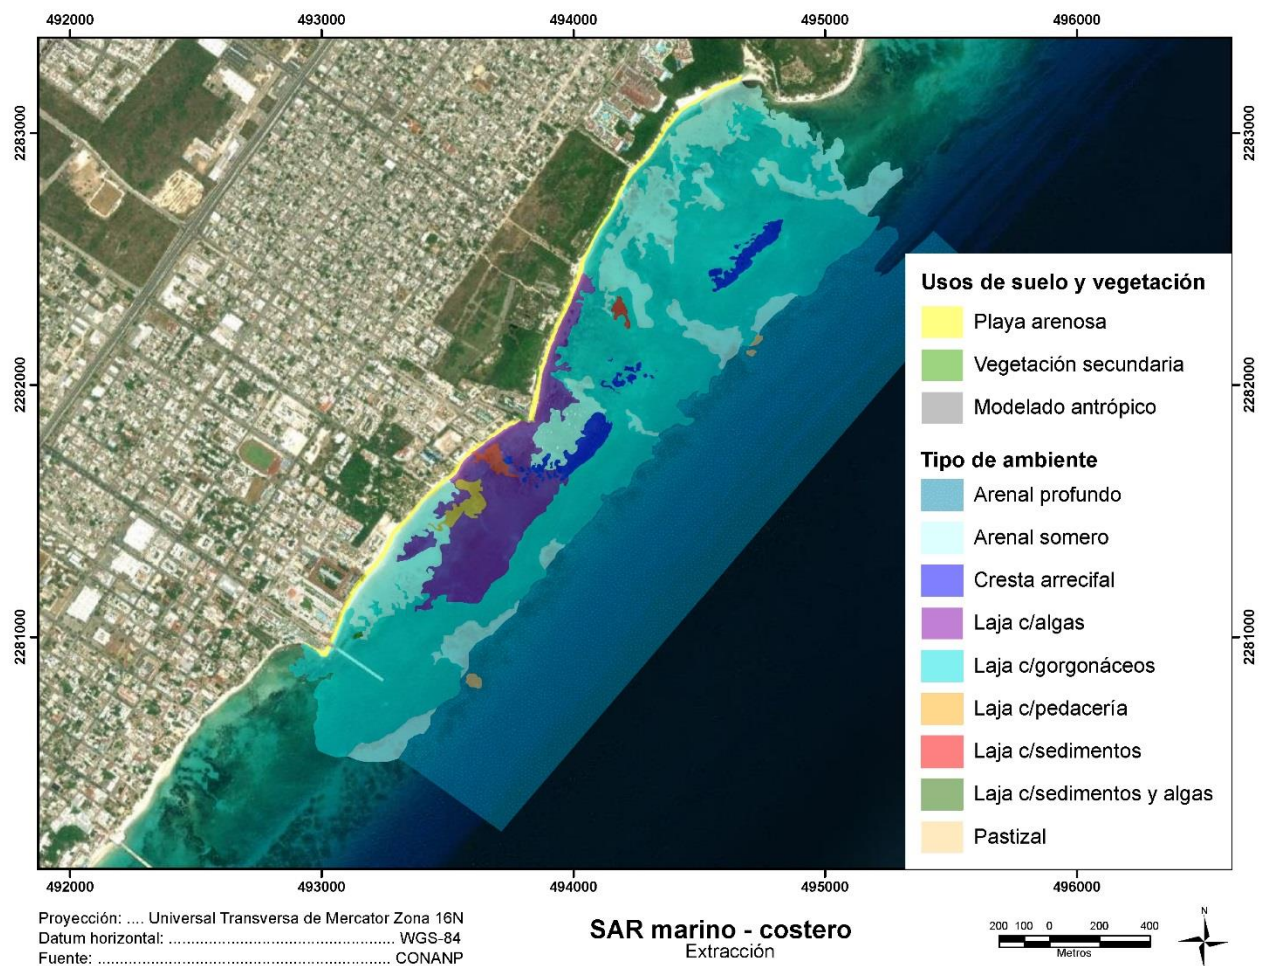 492000 493000 494000 495000 496000
2283000 2283000
Usos de suelo y vegetación
Playa arenosa
Vegetación secundaria
Modelado antrópico
2282000 2282000
Tipo de ambiente
Arenal profundo
Arenal somero
Cresta arrecifal
Laja c/algas
Laja c/gorgonáceos
Laja c/pedacería
Laja c/sedimentos
Laja c/sedimentos y algas
Pastizal
2281000 2281000
492000 493000 494000 495000 496000
Proyección: .... Universal Transversa de Mercator Zona 16N
Datum horizontal: ............................................. WGS-84
Fuente: .......................................................... CONANP
SAR marino - costero
Extracción
200 100 0 200 400
Metros
N